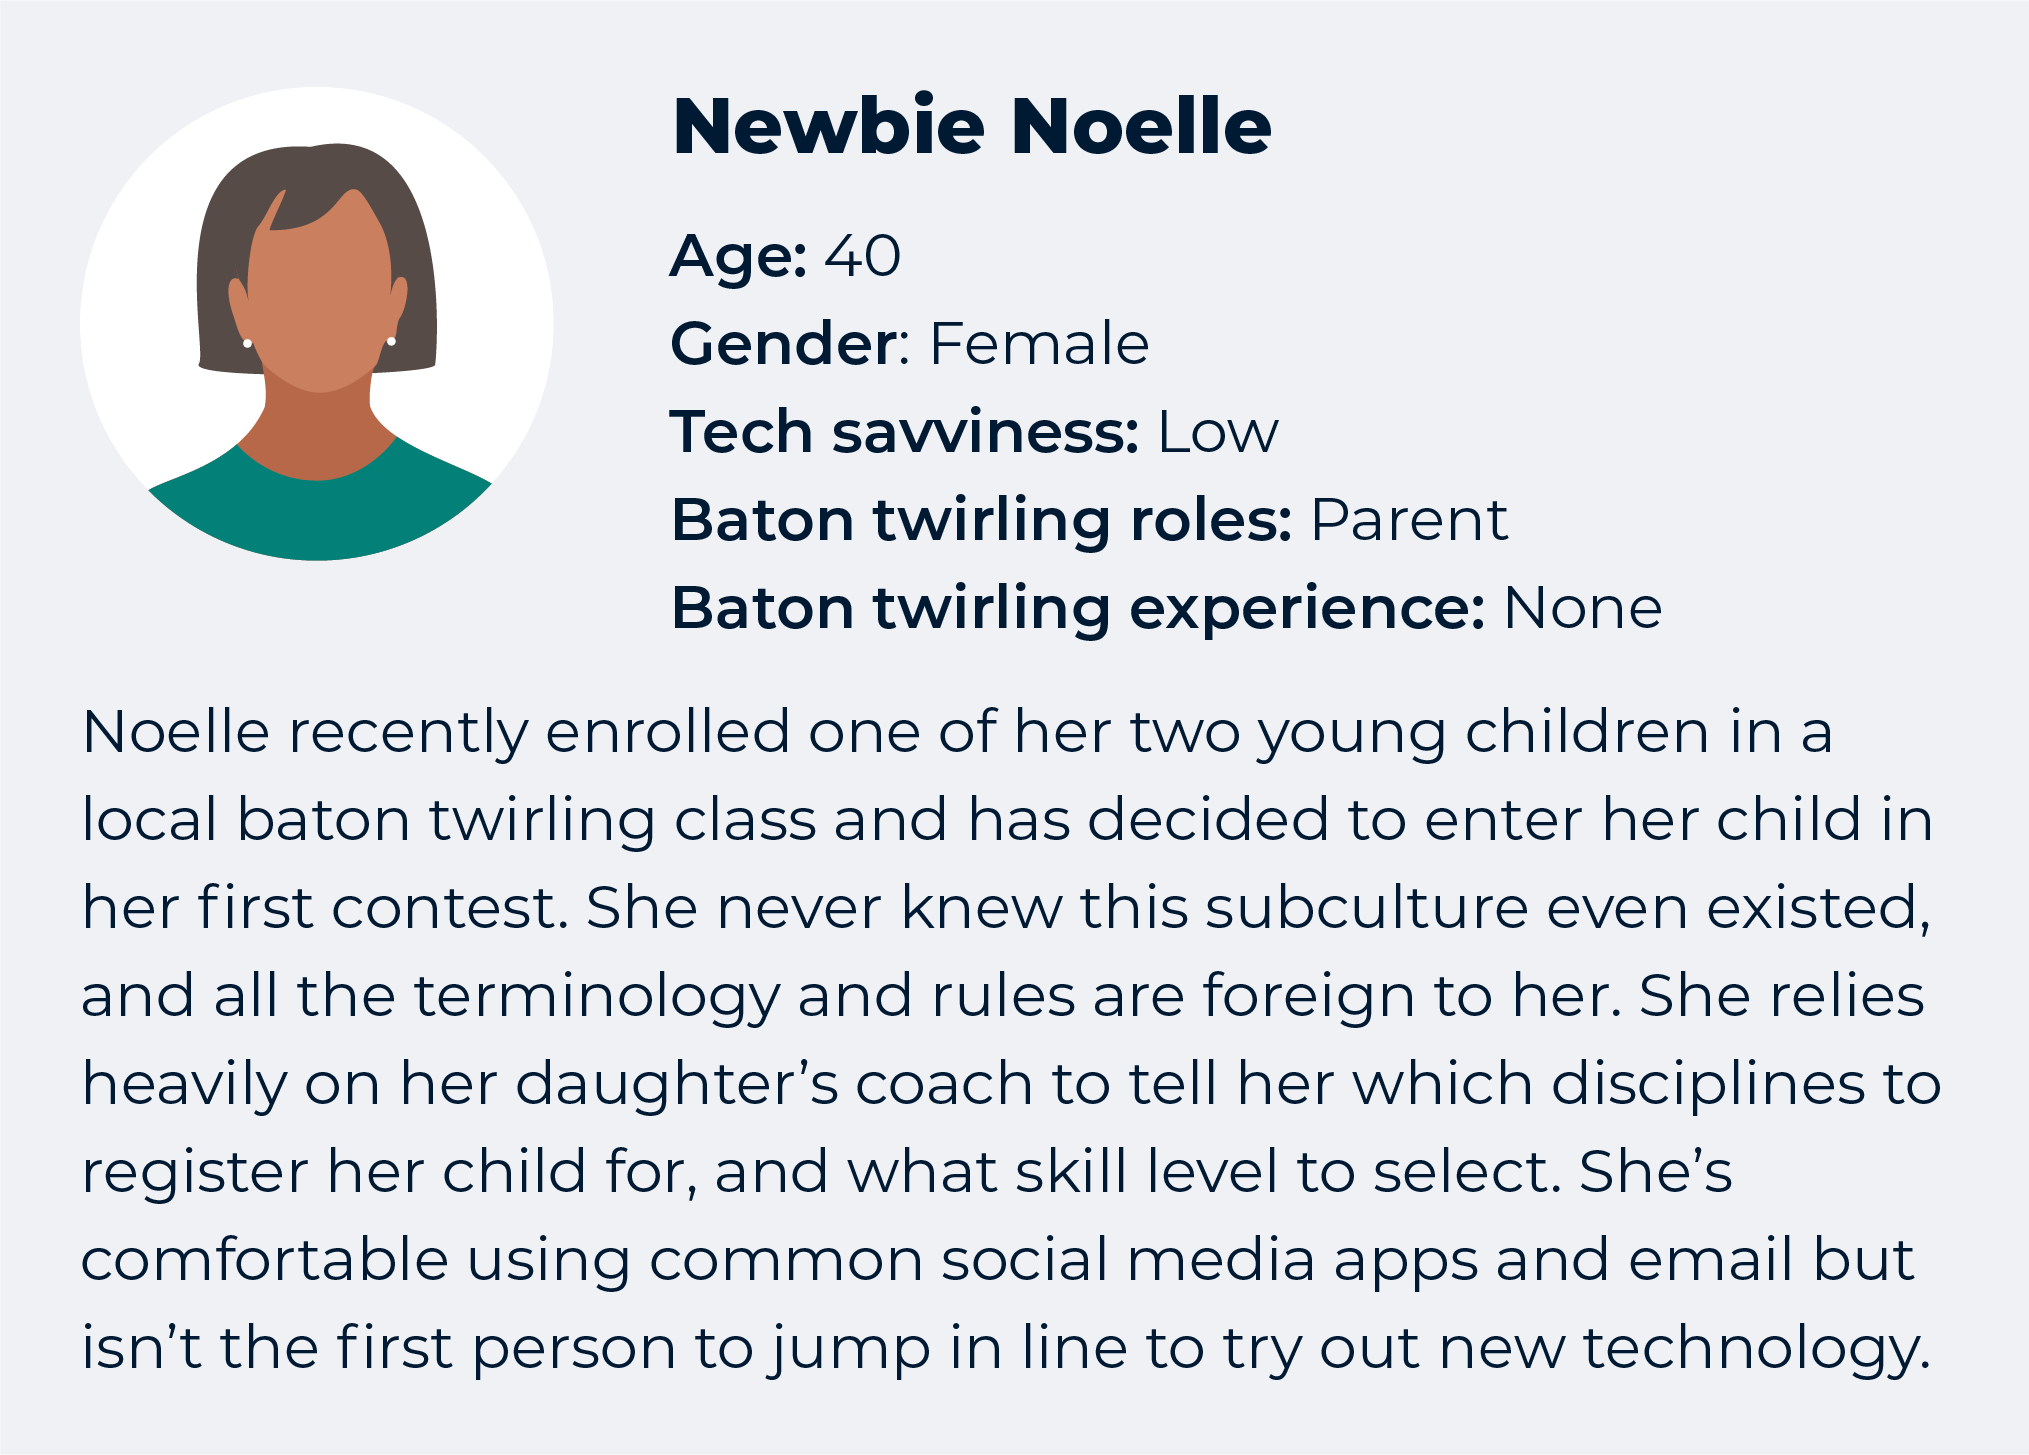 Newbie Noelle
Age: 40
Gender: Female
Tech savviness: Low
Baton twirling roles: Parent
Baton twirling experience: None
Noelle recently enrolled one of her two young children in a
local baton twirling class and has decided to enter her child in
her first contest. She never knew this subculture even existed,
and all the terminology and rules are foreign to her. She relies
heavily on her daughter’s coach to tell her which disciplines to
register her child for, and what skill level to select. She’s
comfortable using common social media apps and email but
isn’t the first person to jump in line to try out new technology.